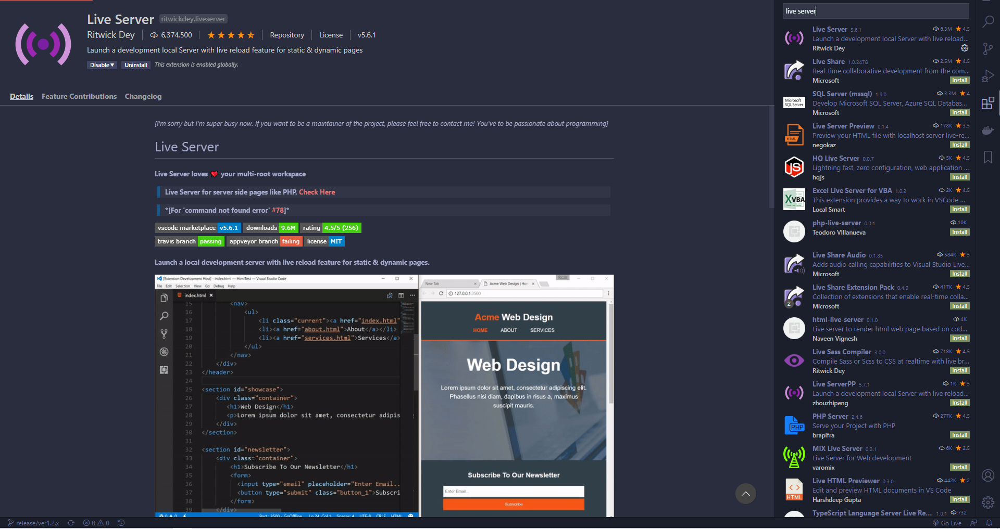 Live Server ritwickdey.liveserver
Ritwick Dey 6,374,500 Repository License v5.6.1
Launch a development local Server with live reload feature for static & dynamic pages
Disable Uninstall This extension is enabled globally.
Details Feature Contributions Changelog
[I'm sorry but I'm super busy now. If you want to be a maintainer of the project, please feel free to contact me! You've to be passionate about programming]
Live Server
Live Server loves your multi-root workspace
Live Server for server side pages like PHP. Check Here
*[For 'command not found error' #78]*
vscode marketplace v5.6.1 downloads 9.6M rating 4.5/5 (256)
travis branch passing appveyor branch failing license MIT
Launch a local development server with live reload feature for static & dynamic pages.
[Extension Development Host] - index.html — HtmlTest — Visual Studio Code
File Edit Selection View Go Debug Help
index.html
15 <nav>
16 <ul>
17 <li class="current"><a href="index.html"
18 <li><a href="about.html">About</a></li>
19 <li><a href="services.html">Services</a>
20 </ul>
21 </nav>
22 </div>
23 </header>
24
25 <section id="showcase">
26 <div class="container">
27 <h1>Web Design</h1>
28 <p>Lorem ipsum dolor sit amet, consectetur adipis
29 </div>
30 </section>
31
32 <section id="newsletter">
33 <div class="container">
34 <h1>Subscribe To Our Newsletter</h1>
35 <form>
36 <input type="email" placeholder="Enter Email..
37 <button type="submit" class="button_1">Subscri
38 </form>
39 </div>
0 0 Port : 3500 - GoOffline Ln 24, Col 1 Spaces: 4 UTF-8 CRLF HTML
New Tab Acme Web Design | Hom
127.0.0.1:3500
Acme Web Design
HOME ABOUT SERVICES
Web Design
Lorem ipsum dolor sit amet, consectetur adipiscing elit.
Phasellus nisi diam, dapibus in risus a, maximus
suscipit mauris.
Subscribe To Our Newsletter
Enter Email...
Subscribe
live server
Live Server 5.6.1 6.3M 4.5
Launch a development local Server with live reload...
Ritwick Dey
Live Share 1.0.2478 2.5M 4.5
Real-time collaborative development from the com...
Microsoft Install
Microsoft
SQL Server
SQL Server (mssql) 1.9.0 3.3M 4
Develop Microsoft SQL Server, Azure SQL Databas...
Microsoft Install
HTML
Live Server Preview 0.1.4 178K 3.5
Preview your HTML file with localhost server live-re...
negokaz Install
JS
HQ Live Server 0.0.7 5K 4.5
Lightning fast, zero configuration, web application ...
hqjs Install
XVBA
Excel Live Server for VBA 1.0.2 2K 4.5
This extension provides a way to work in VSCode ...
Local Smart Install
php-live-server 0.0.1 10K
Teodoro VIllanueva Install
Live Share Audio 0.1.85 584K 5
Adds audio calling capabilities to Visual Studio Live...
Microsoft Install
2
Live Share Extension Pack 0.4.0 417K 4.5
Collection of extensions that enable real-time colla...
Microsoft Install
html-live-server 0.1.0 4K
Live server to render html web page based on cod...
Naveen Vignesh Install
Live Sass Compiler 3.0.0 718K 4.5
Compile Sass or Scss to CSS at realtime with live br...
Ritwick Dey Install
Live ServerPP 5.7.1 1K 5
Launch a development local Server with live reload...
zhouzhipeng Install
PHP
PHP Server 2.4.6 277K 4.5
Serve your Project with PHP
brapifra Install
MIX Live Server 0.0.1 6K 2.5
Live Server for Web development
varomix Install
HTML
Live HTML Previewer 0.3.0 442K 2
Edit and preview HTML documents in VS Code
Harshdeep Gupta Install
TypeScript Language Server Live Re... 1.0.1 732
release/ver1.2.x 0 0 Go Live